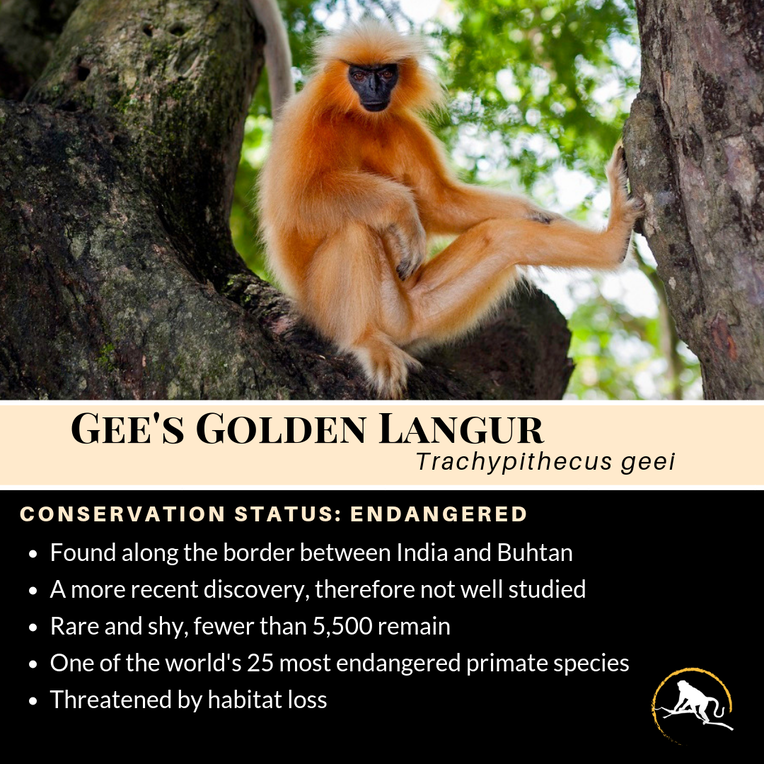 Gee's Golden Langur
Trachypithecus geei
CONSERVATION STATUS: ENDANGERED
• Found along the border between India and Buhtan
• A more recent discovery, therefore not well studied
• Rare and shy, fewer than 5,500 remain
• One of the world's 25 most endangered primate species
• Threatened by habitat loss